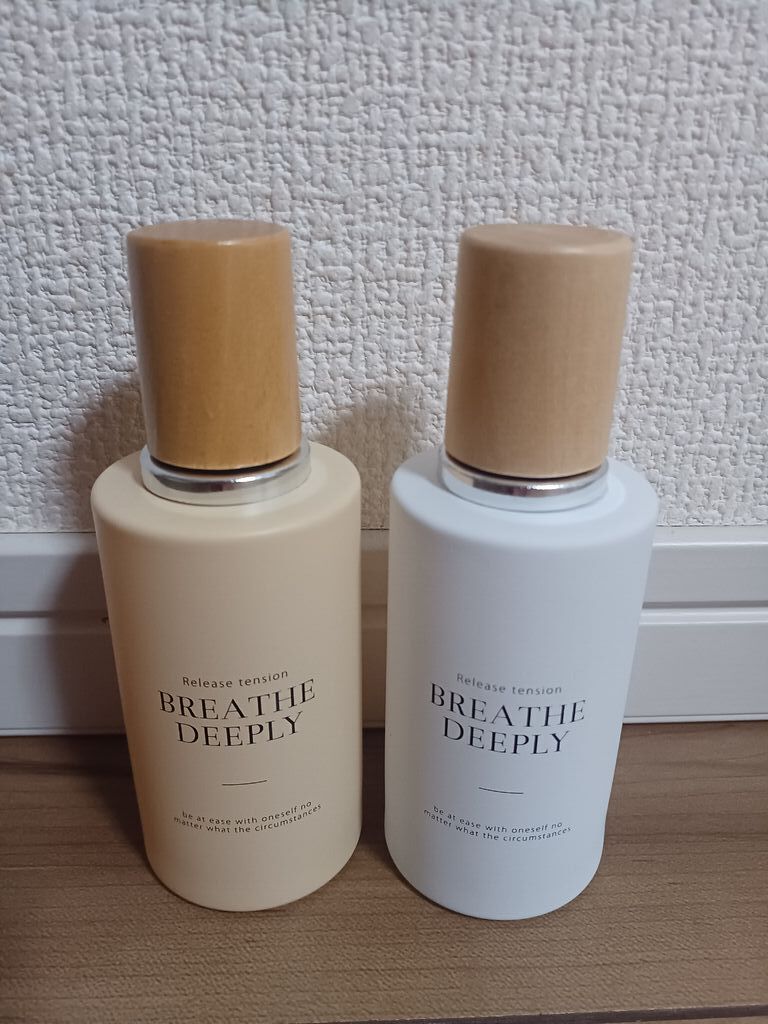 Release tension
BREATHE
DEEPLY
be at ease with oneself no
matter what the circumstances
Release tension
BREATHE
DEEPLY
be at ease with oneself no
matter what the circumstances